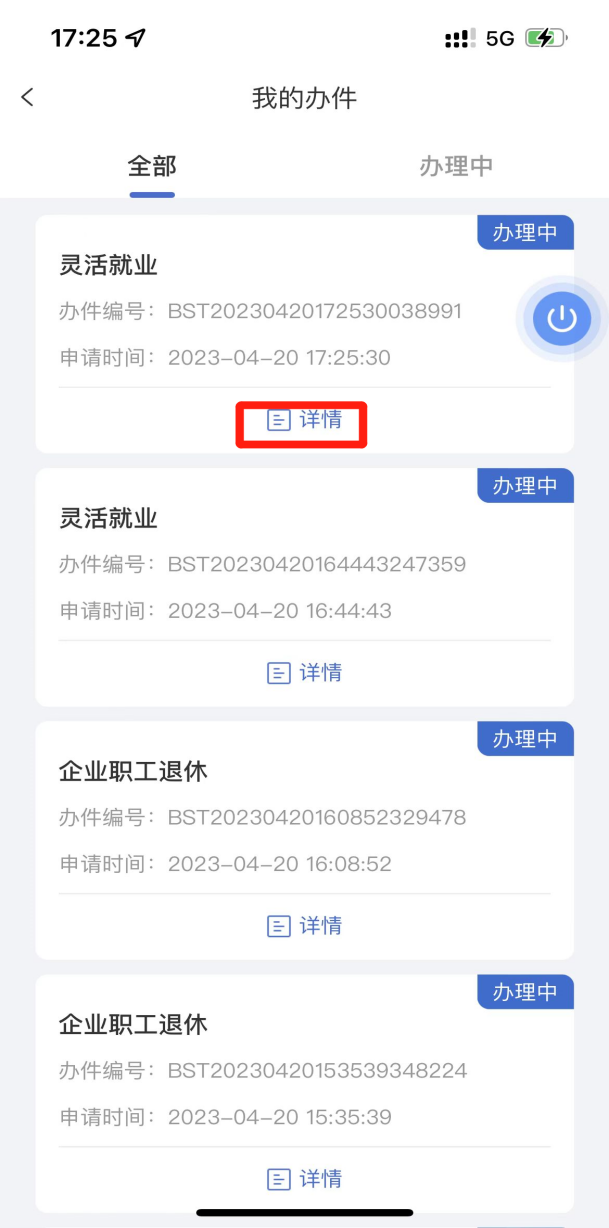 17:25 5G
我的办件
全部 办理中
办理中
灵活就业
办件编号：BST20230420172530038991
申请时间：2023-04-20 17:25:30
详情
办理中
灵活就业
办件编号：BST20230420164443247359
申请时间：2023-04-20 16:44:43
详情
办理中
企业职工退休
办件编号：BST20230420160852329478
申请时间：2023-04-20 16:08:52
详情
办理中
企业职工退休
办件编号：BST20230420153539348224
申请时间：2023-04-20 15:35:39
详情